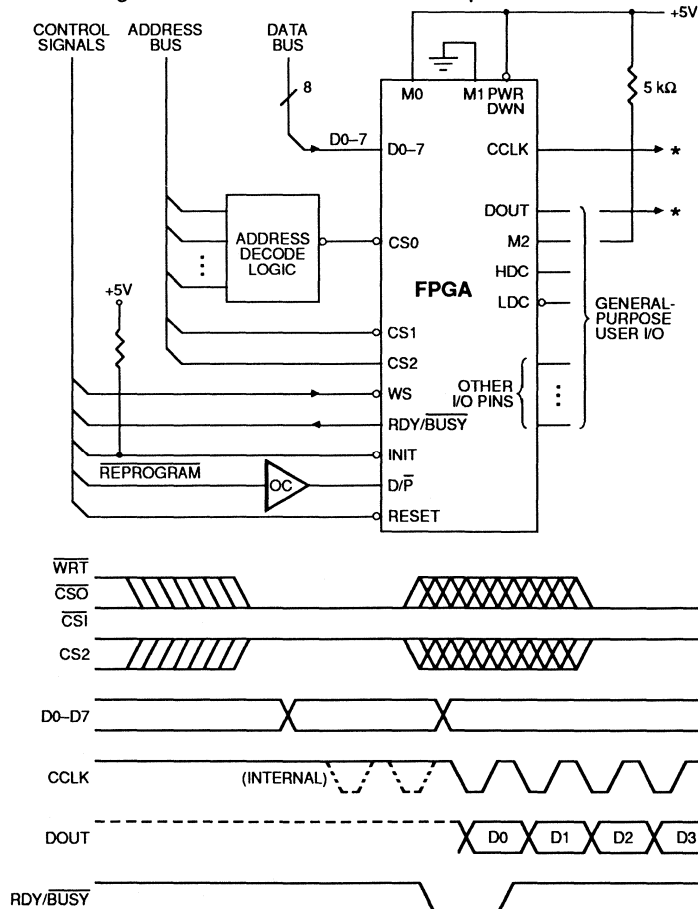 +5V
CONTROL SIGNALS
ADDRESS BUS
DATA BUS
8
M0
M1
PWR DWN
5 kΩ
D0–7
D0–7
CCLK
*
DOUT
*
ADDRESS DECODE LOGIC
CS0
M2
FPGA
HDC
LDC
GENERAL-PURPOSE USER I/O
+5V
CS1
CS2
OTHER I/O PINS
WS
RDY/BUSY
INIT
REPROGRAM
OC
D/P
RESET
WRT
CSO
CSI
CS2
D0–D7
CCLK
(INTERNAL)
DOUT
D0 D1 D2 D3
RDY/BUSY